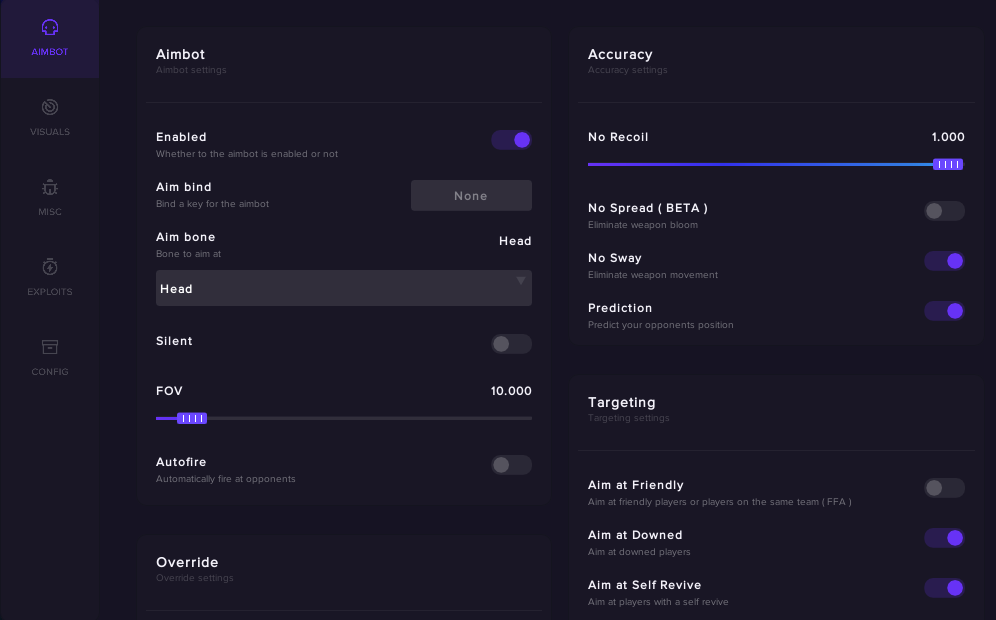 AIMBOT
VISUALS
MISC
EXPLOITS
CONFIG
Aimbot
Aimbot settings
Enabled
Whether to the aimbot is enabled or not
Aim bind
Bind a key for the aimbot
None
Aim bone
Bone to aim at
Head
Head
Silent
FOV
10.000
Autofire
Automatically fire at opponents
Override
Override settings
Accuracy
Accuracy settings
No Recoil
1.000
No Spread ( BETA )
Eliminate weapon bloom
No Sway
Eliminate weapon movement
Prediction
Predict your opponents position
Targeting
Targeting settings
Aim at Friendly
Aim at friendly players or players on the same team ( FFA )
Aim at Downed
Aim at downed players
Aim at Self Revive
Aim at players with a self revive